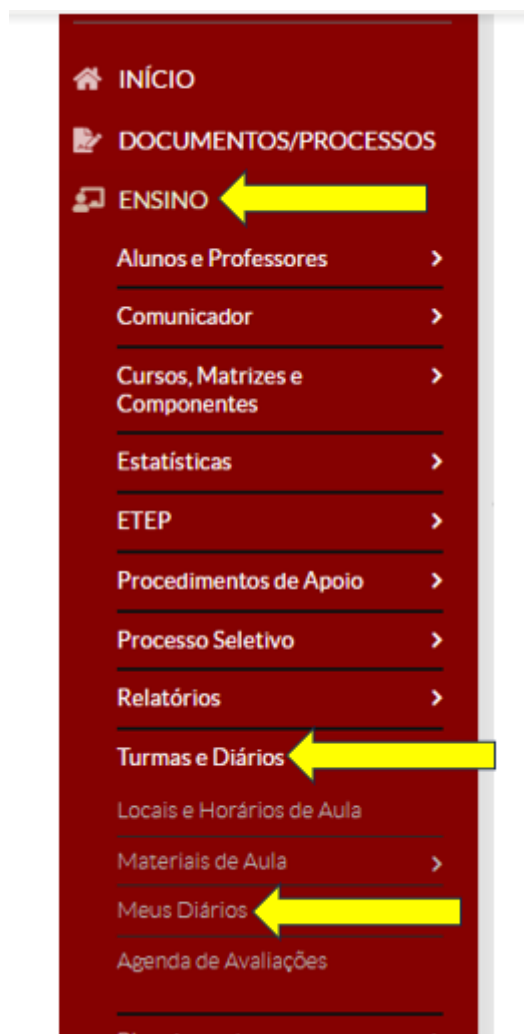 INÍCIO
DOCUMENTOS/PROCESSOS
ENSINO
Alunos e Professores
Comunicador
Cursos, Matrizes e
Componentes
Estatísticas
ETEP
Procedimentos de Apoio
Processo Seletivo
Relatórios
Turmas e Diários
Locais e Horários de Aula
Materiais de Aula
Meus Diários
Agenda de Avaliações